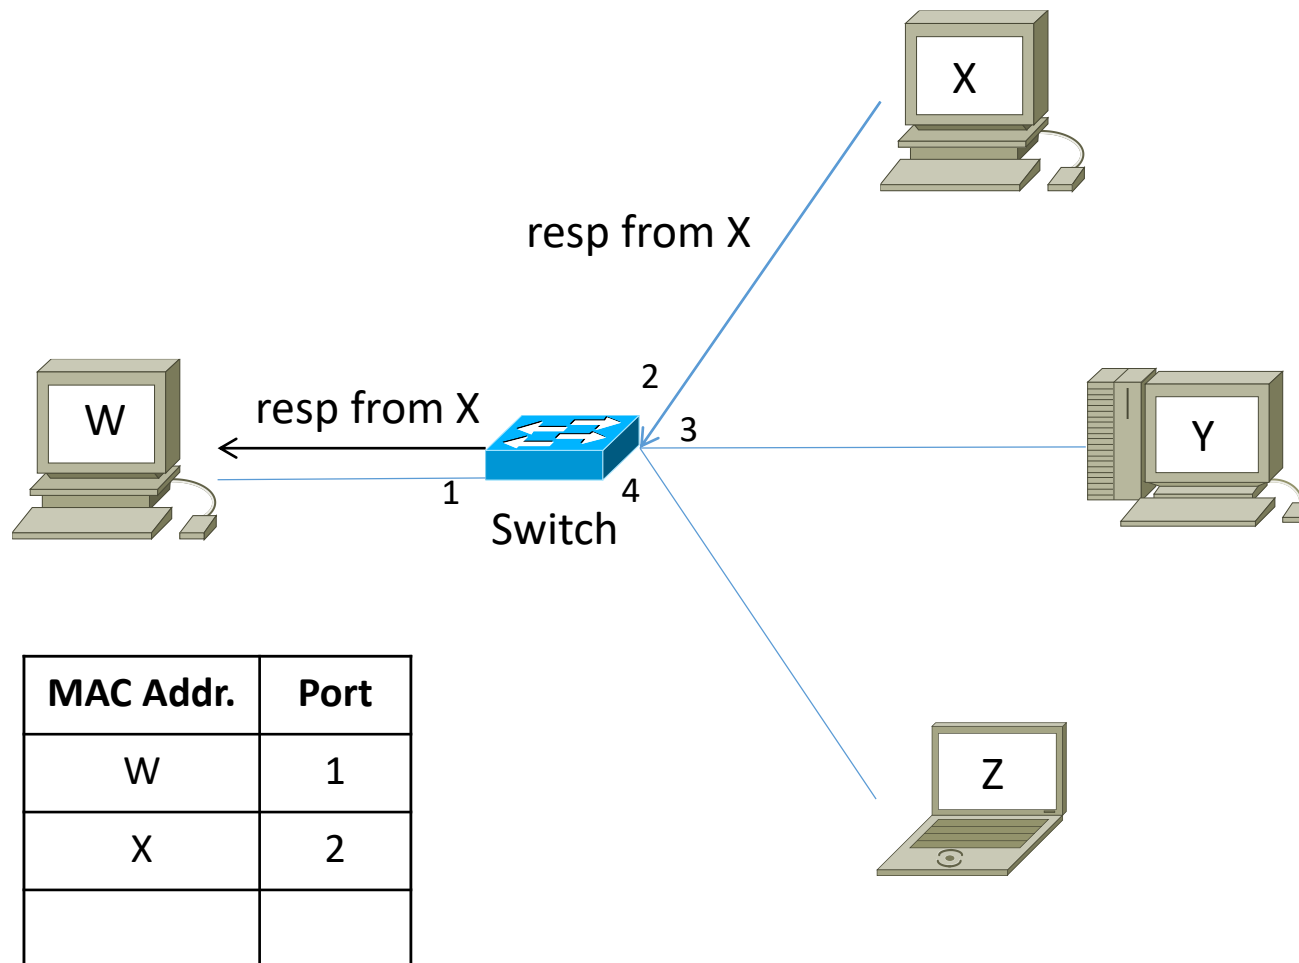 X
resp from X
2
W
resp from X
3
Y
1
4
Switch
MAC Addr. Port
W 1
X 2
Z